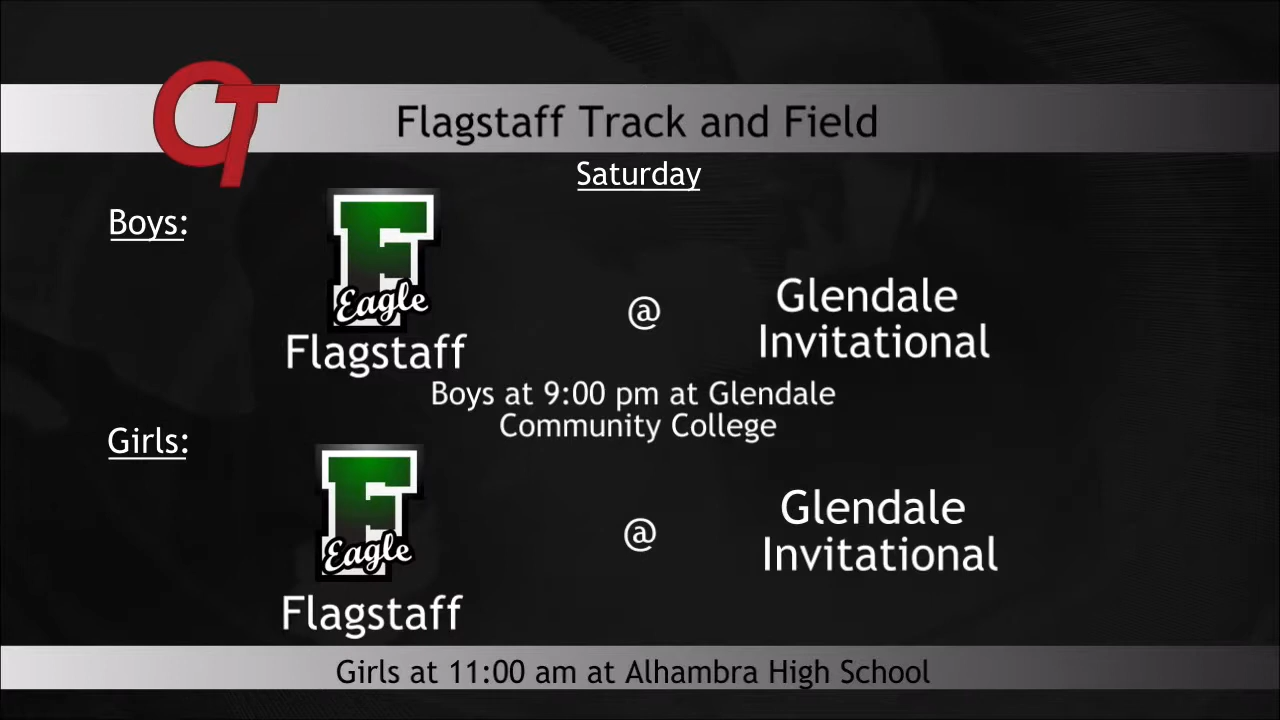 OT
Flagstaff Track and Field
Saturday
Boys:
F
Eagle
Flagstaff
@
Glendale
Invitational
Boys at 9:00 pm at Glendale
Community College
Girls:
F
Eagle
Flagstaff
@
Glendale
Invitational
Girls at 11:00 am at Alhambra High School